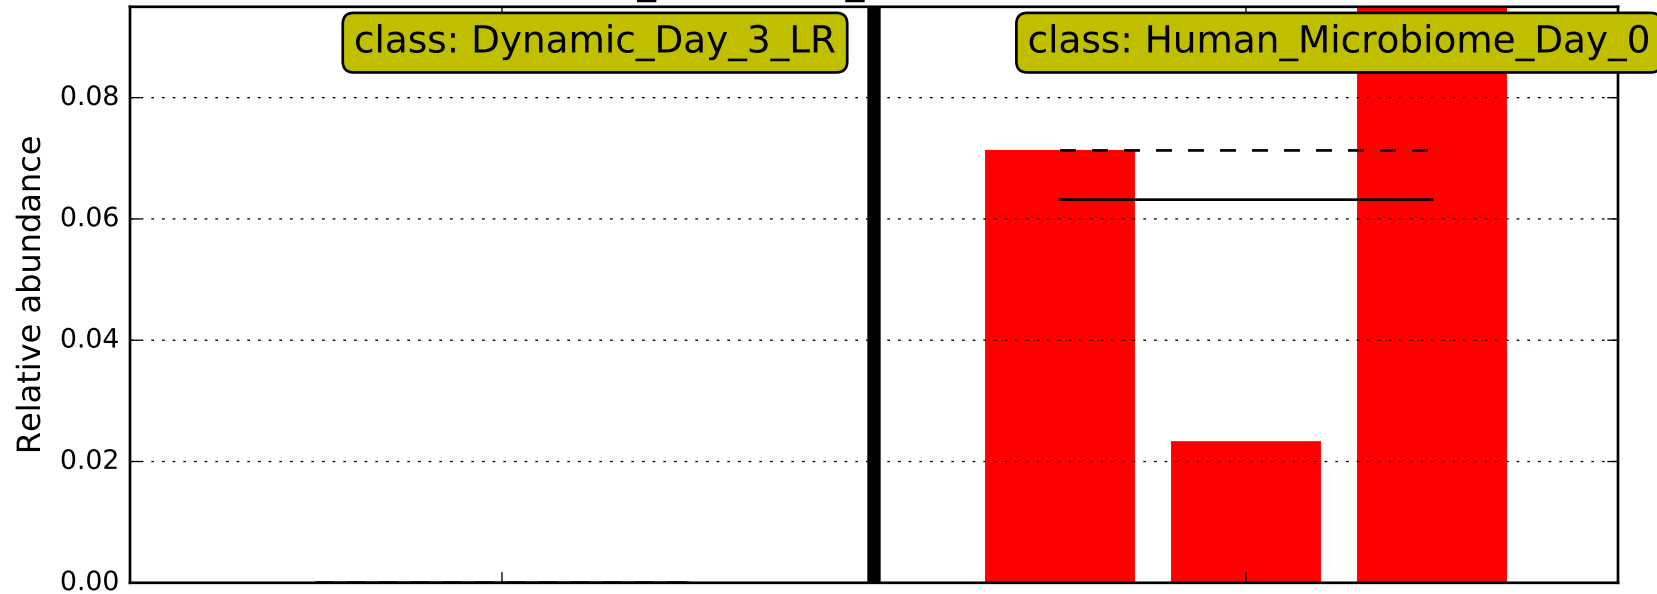 class: Dynamic_Day_3_LR
class: Human_Microbiome_Day_0
Relative abundance
0.08
0.06
0.04
0.02
0.00